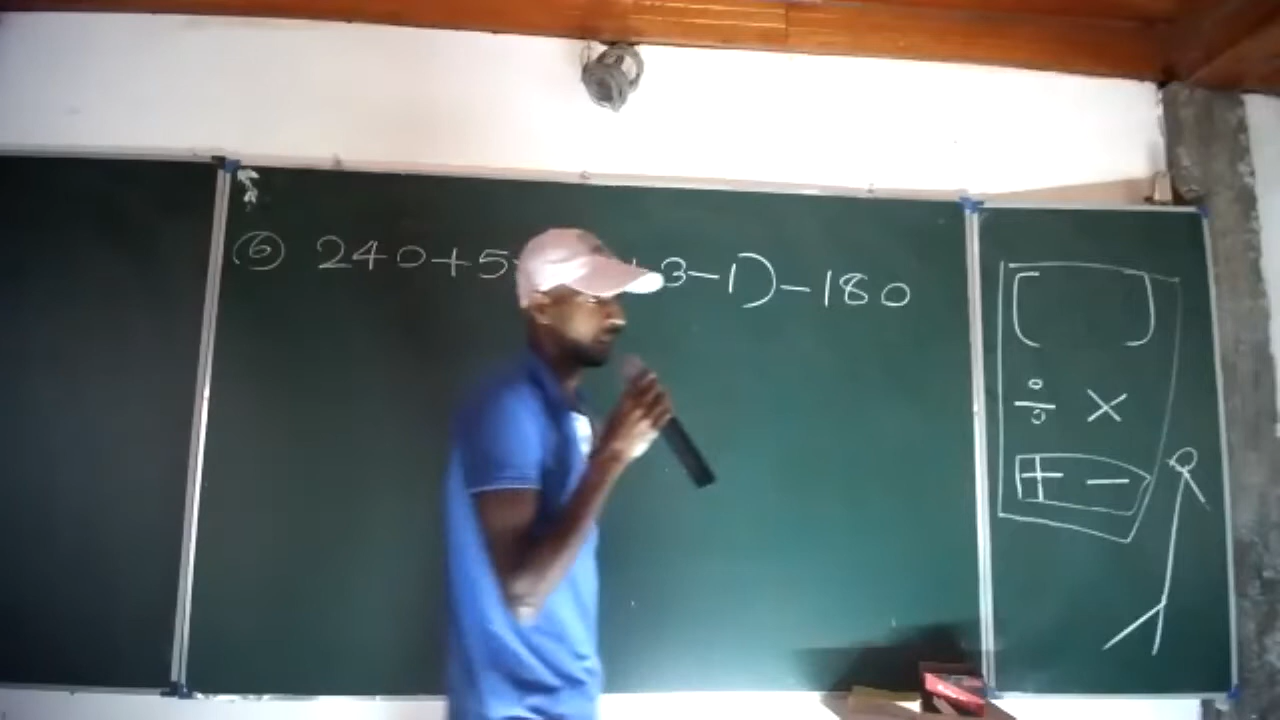 ⑥ 240+5 3-1)-180
( )
÷ ×
+ -